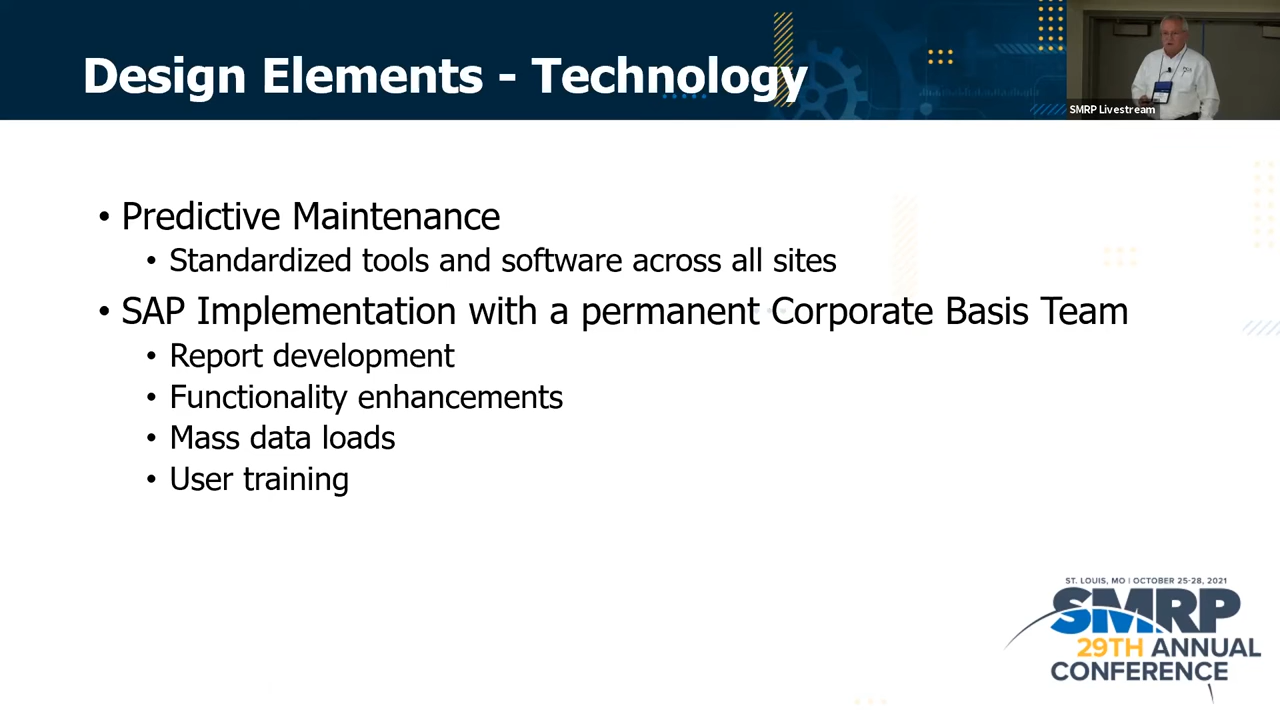 Design Elements - Technology
SMRP Livestream
• Predictive Maintenance
• Standardized tools and software across all sites
• SAP Implementation with a permanent Corporate Basis Team
• Report development
• Functionality enhancements
• Mass data loads
• User training
ST. LOUIS, MO | OCTOBER 25-28, 2021
SMRP
29TH ANNUAL
CONFERENCE